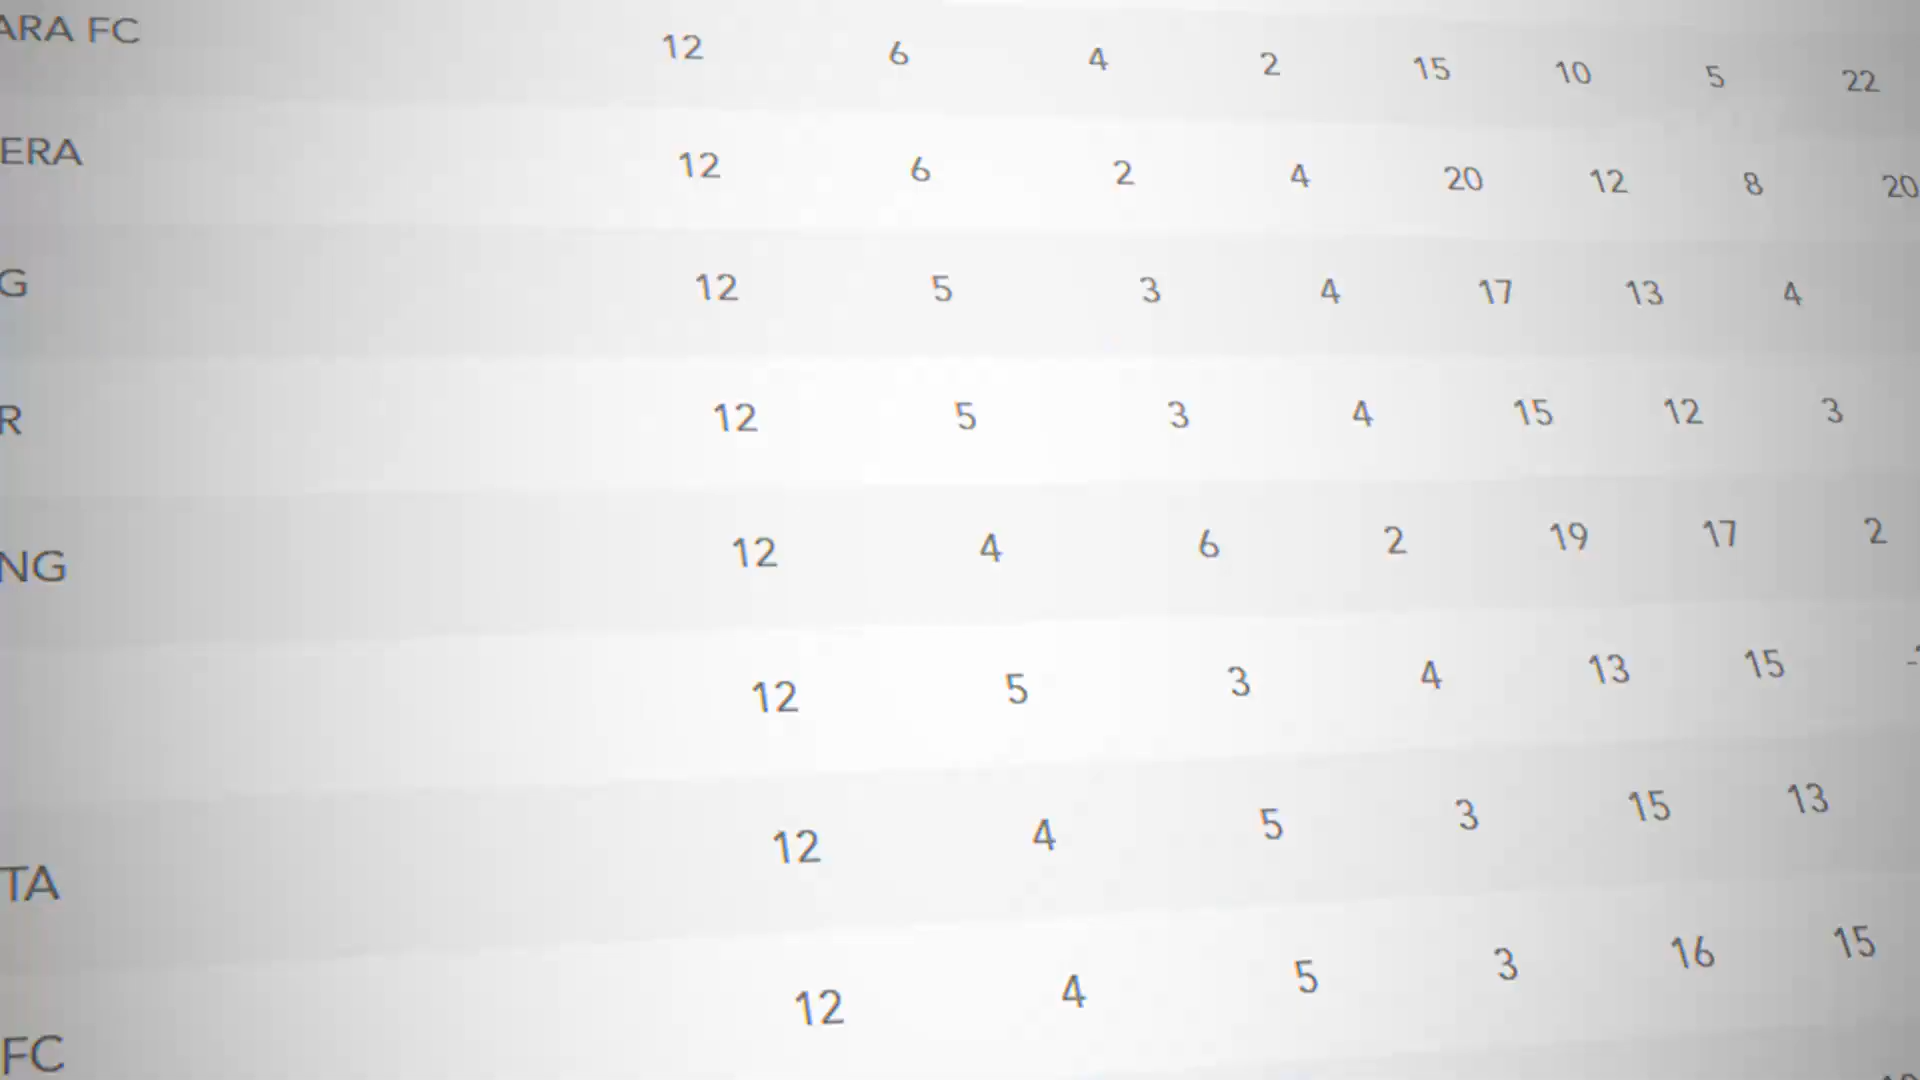 ARA FC 12 6 4 2 15 10 5 22
ERA 12 6 2 4 20 12 8 20
G 12 5 3 4 17 13 4
R 12 5 3 4 15 12 3
NG 12 4 6 2 19 17 2
12 5 3 4 13 15
TA 12 4 5 3 15 13
FC 12 4 5 3 16 15